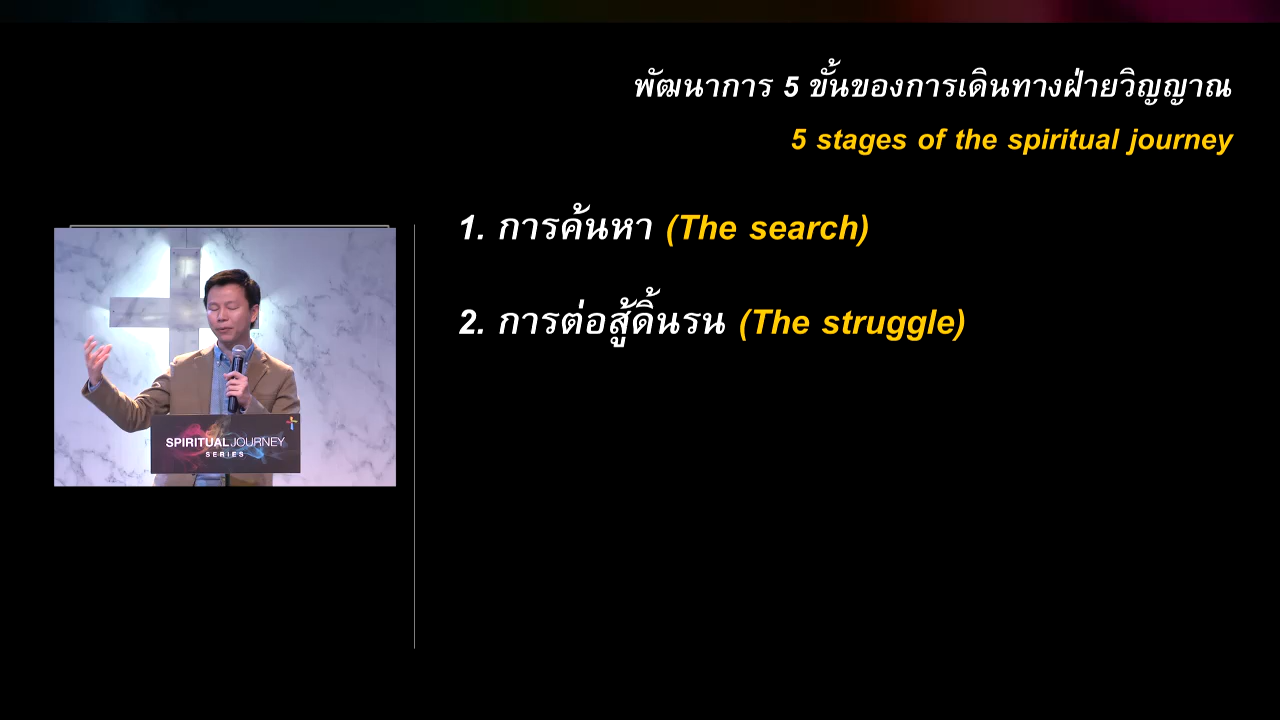 พัฒนาการ 5 ขั้นของการเดินทางฝ่ายวิญญาณ
5 stages of the spiritual journey
1. การค้นหา (The search)
2. การต่อสู้ดิ้นรน (The struggle)
SPIRITUALJOURNEY
SERIES